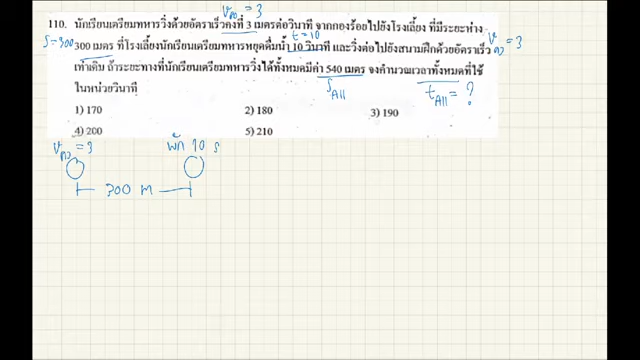 v คงที่ = 3
110. นักเรียนเตรียมทหารวิ่งด้วยอัตราเร็วคงที่ 3 เมตรต่อวินาที จากกองร้อยไปยังโรงเลี้ยง ที่มีระยะห่าง
s=300 t=10 v คงที่ = 3
300 เมตร ที่โรงเลี้ยงนักเรียนเตรียมทหารหยุดดื่มน้ำ 10 วินาที และวิ่งต่อไปสนามฝึกด้วยอัตราเร็ว
เท่าเดิม ถ้าระยะทางที่นักเรียนเตรียมทหารวิ่งได้ทั้งหมดมีค่า 540 เมตร จงคำนวณเวลาทั้งหมดที่ใช้
ในหน่วยวินาที
s All t All = ?
1) 170 2) 180 3) 190
4) 200 5) 210
= 3 พัก 10 s
300 m